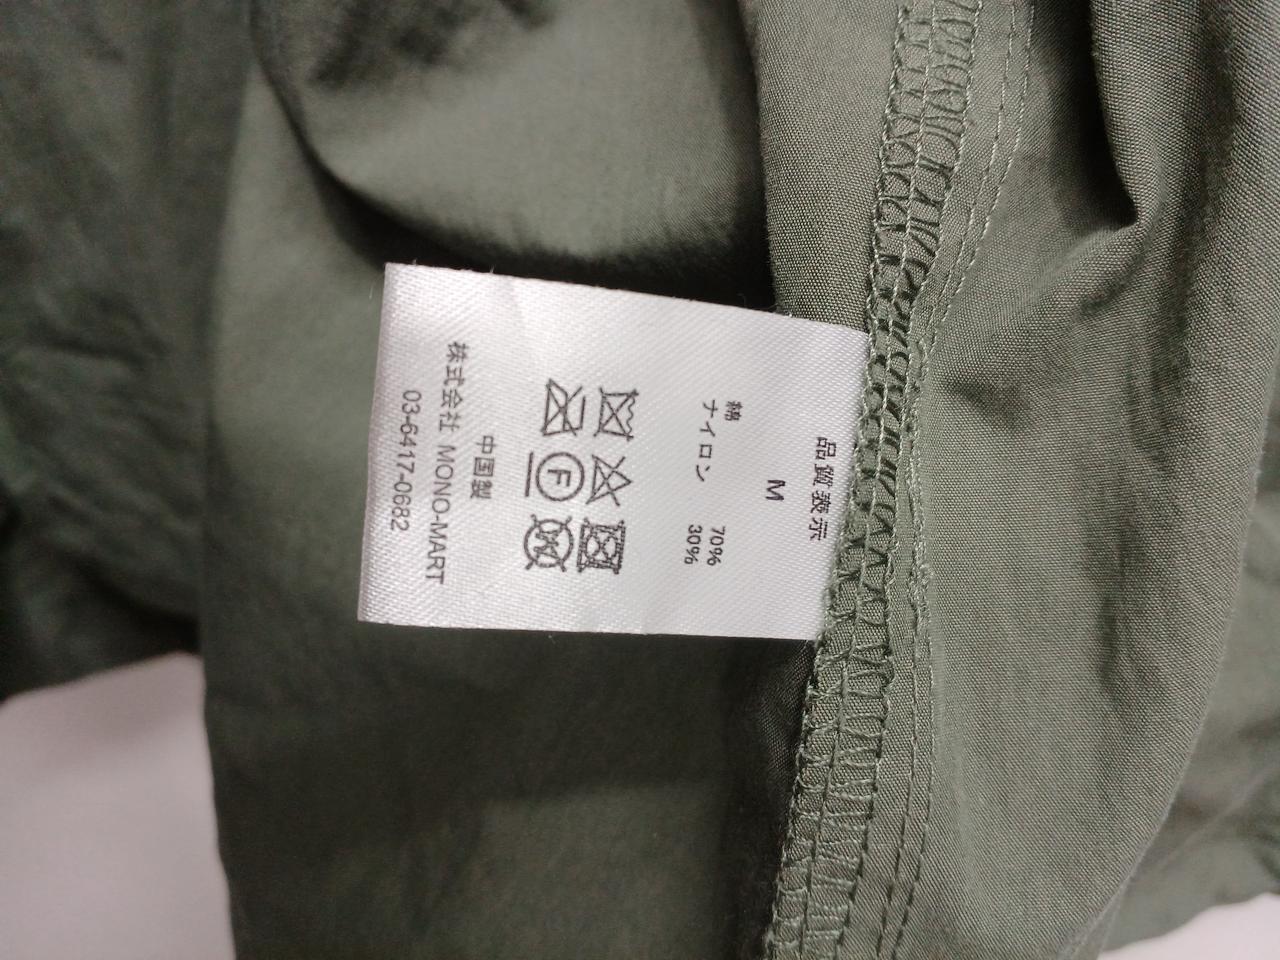 品質表示
M
綿 70%
ナイロン 30%
F
W
中国製
株式会社 MONO-MART
03-6417-0682